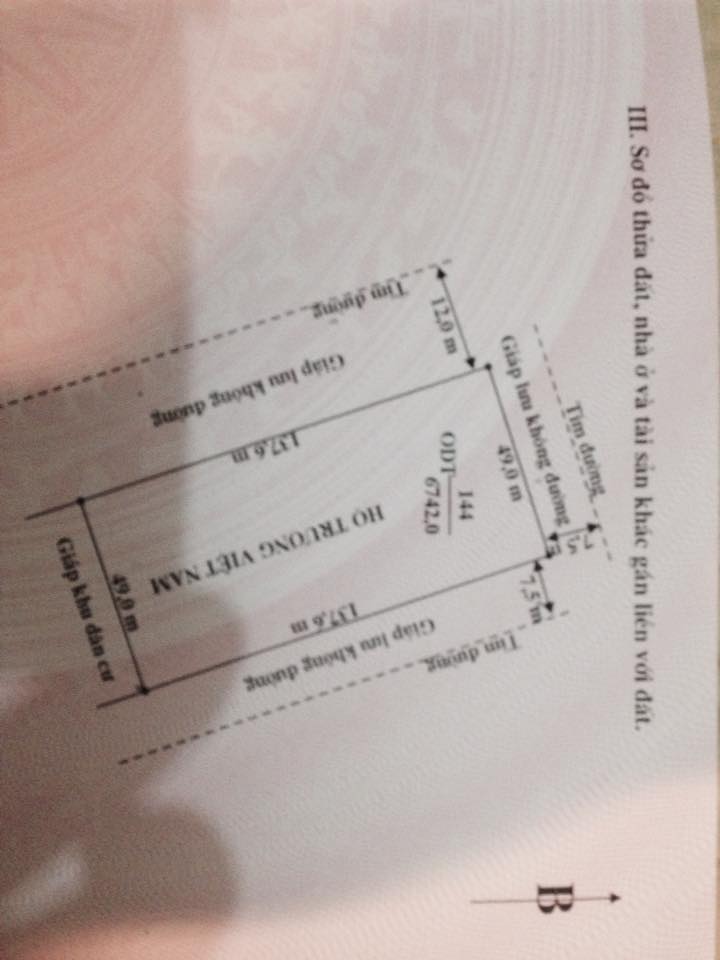 III. Sơ đồ thửa đất, nhà ở và tài sản khác gắn liền với đất.
B
Tim đường
7,5 m
Giáp lưu không đường
49,0 m
12,0 m
Tim đường
Giáp lưu không đường
137,6 m
ODT 144
6742,0
HỘ TRƯƠNG VIỆT NAM
137,6 m
Giáp lưu không đường
Tim đường
7,5 m
49,0 m
Giáp khu dân cư